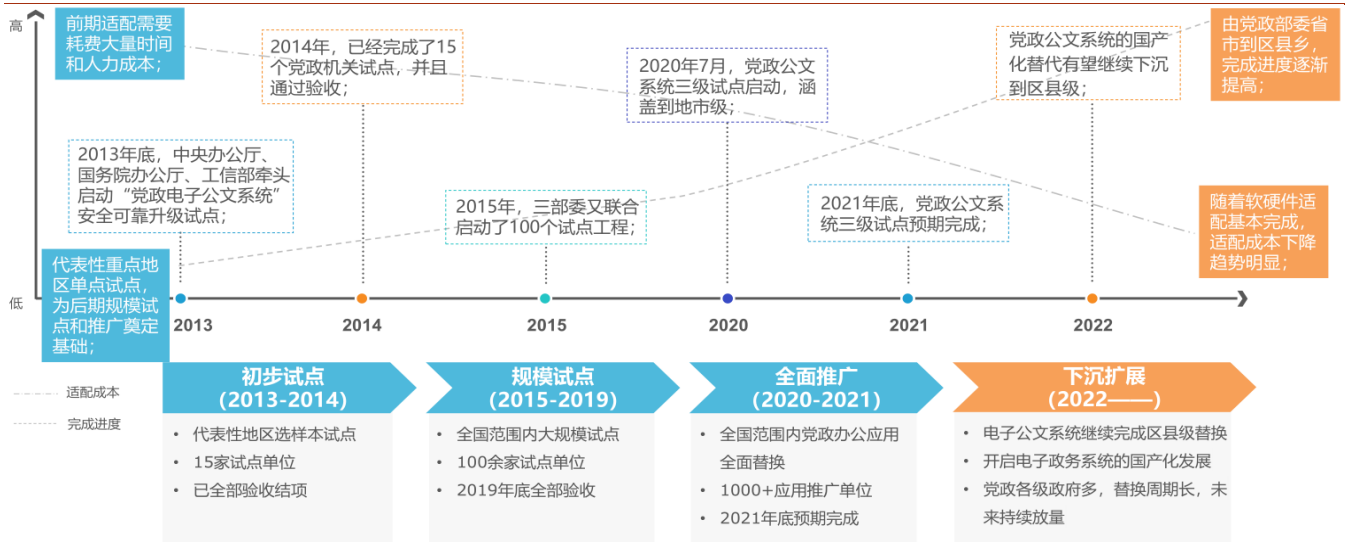 高
前期适配需要
耗费大量时间
和人力成本；
2014年，已经完成了15
个党政机关试点，并且
通过验收；
2020年7月，党政公文
系统三级试点启动，涵
盖到地市级；
党政公文系统的国产
化替代有望继续下沉
到区县级；
由党政部委省
市到区县乡，
完成进度逐渐
提高；
2013年底，中央办公厅、
国务院办公厅、工信部牵头
启动“党政电子公文系统”
安全可靠升级试点；
2015年，三部委又联合
启动了100个试点工程；
2021年底，党政公文系
统三级试点预期完成；
随着软硬件适
配基本完成，
适配成本下降
趋势明显；
代表性重点地
区单点试点，
为后期规模试
点和推广奠定
基础；
低
2013
2014
2015
2020
2021
2022
适配成本
完成进度
初步试点
（2013-2014）
• 代表性地区选样本试点
• 15家试点单位
• 已全部验收结项
规模试点
（2015-2019）
• 全国范围内大规模试点
• 100余家试点单位
• 2019年底全部验收
全面推广
（2020-2021）
• 全国范围内党政办公应用
全面替换
• 1000+应用推广单位
• 2021年底预期完成
下沉扩展
（2022——）
• 电子公文系统继续完成区县级替换
• 开启电子政务系统的国产化发展
• 党政各级政府多，替换周期长，未
来持续放量